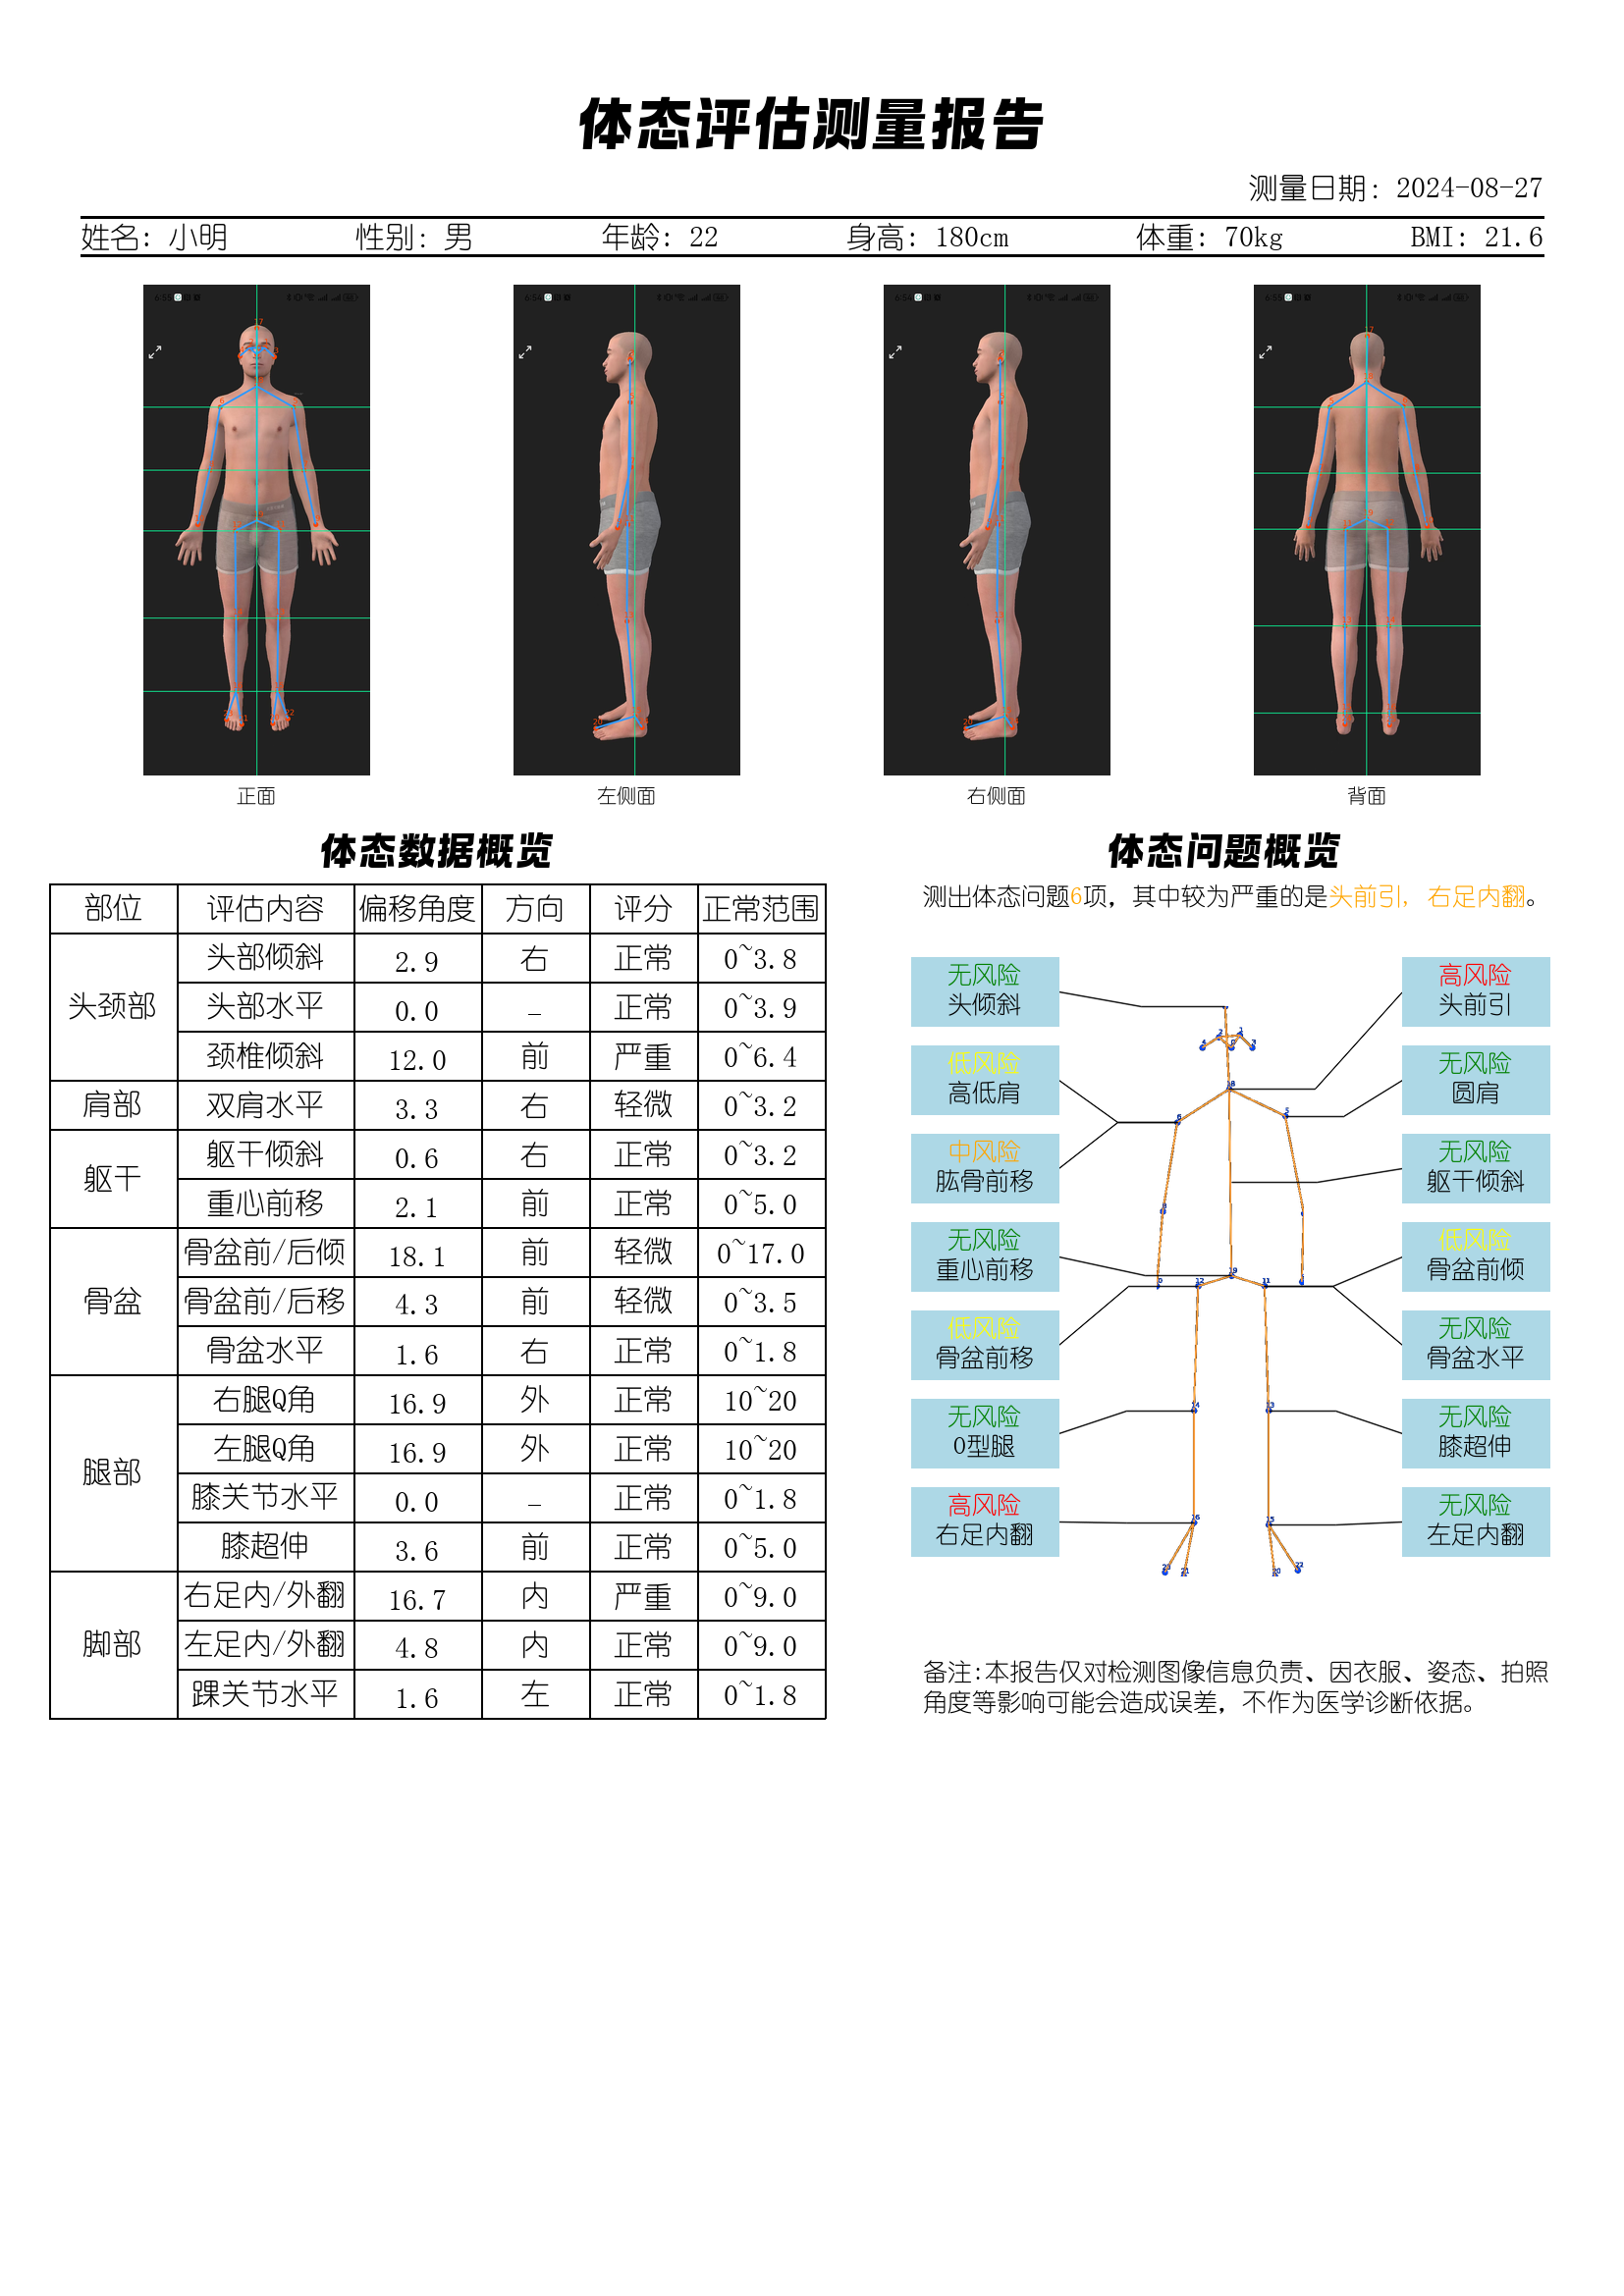 体态评估测量报告
测量日期: 2024-08-27
姓名: 小明 性别: 男 年龄: 22 身高: 180cm 体重: 70kg BMI: 21.6
正面 左侧面 右侧面 背面
体态数据概览
部位 评估内容 偏移角度 方向 评分 正常范围
头颈部
头部倾斜 2.9 右 正常 0~3.8
头部水平 0.0 _ 正常 0~3.9
颈椎倾斜 12.0 前 严重 0~6.4
肩部 双肩水平 3.3 右 轻微 0~3.2
躯干
躯干倾斜 0.6 右 正常 0~3.2
重心前移 2.1 前 正常 0~5.0
骨盆
骨盆前/后倾 18.1 前 轻微 0~17.0
骨盆前/后移 4.3 前 轻微 0~3.5
骨盆水平 1.6 右 正常 0~1.8
腿部
右腿Q角 16.9 外 正常 10~20
左腿Q角 16.9 外 正常 10~20
膝关节水平 0.0 _ 正常 0~1.8
膝超伸 3.6 前 正常 0~5.0
脚部
右足内/外翻 16.7 内 严重 0~9.0
左足内/外翻 4.8 内 正常 0~9.0
踝关节水平 1.6 左 正常 0~1.8
体态问题概览
测出体态问题6项，其中较为严重的是头前引，右足内翻。
无风险
头倾斜
低风险
高低肩
中风险
肱骨前移
无风险
重心前移
低风险
骨盆前移
无风险
O型腿
高风险
右足内翻
高风险
头前引
无风险
圆肩
无风险
躯干倾斜
低风险
骨盆前倾
无风险
骨盆水平
无风险
膝超伸
无风险
左足内翻
备注:本报告仅对检测图像信息负责、因衣服、姿态、拍照
角度等影响可能会造成误差，不作为医学诊断依据。